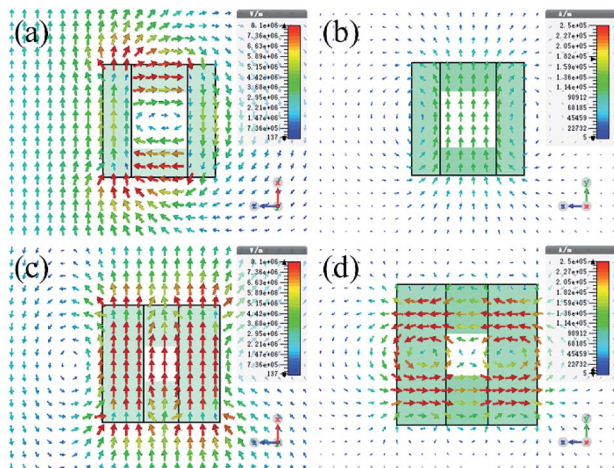 (a)
V/m
8.1e+06
7.36e+06
6.63e+06
5.89e+06
5.15e+06
4.42e+06
3.68e+06
2.95e+06
2.21e+06
1.47e+06
7.36e+05
137
x
z
(b)
A/m
2.5e+05
2.27e+05
2.05e+05
1.82e+05
1.59e+05
1.36e+05
1.14e+05
90912
68185
45459
22732
5
y
z
x
(c)
V/m
8.1e+06
7.36e+06
6.63e+06
5.89e+06
5.15e+06
4.42e+06
3.68e+06
2.95e+06
2.21e+06
1.47e+06
7.36e+05
137
x
z
(d)
A/m
2.5e+05
2.27e+05
2.05e+05
1.82e+05
1.59e+05
1.36e+05
1.14e+05
90912
68185
45459
22732
5
y
z
x